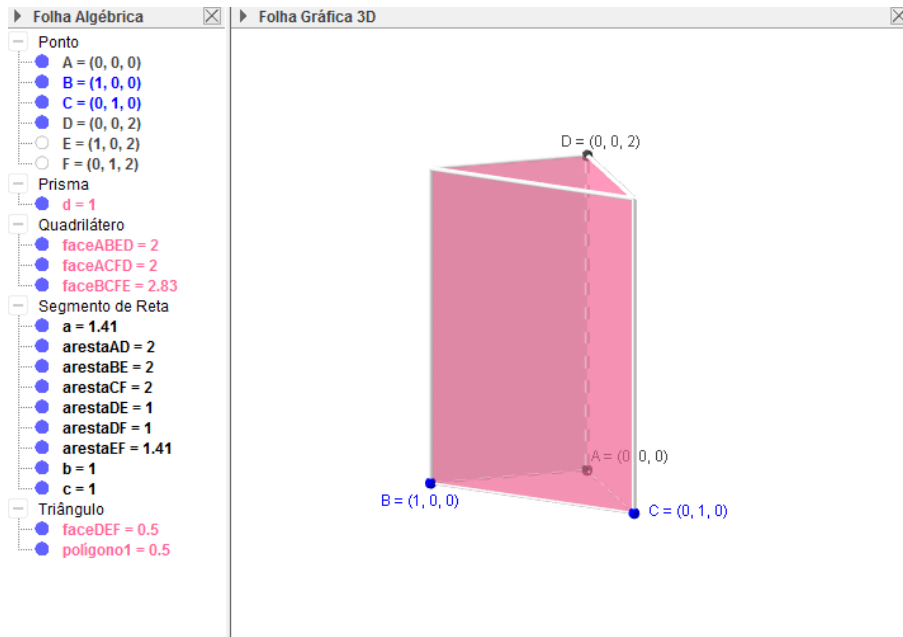 Folha Algébrica
Ponto
A = (0, 0, 0)
B = (1, 0, 0)
C = (0, 1, 0)
D = (0, 0, 2)
E = (1, 0, 2)
F = (0, 1, 2)
Prisma
d = 1
Quadrilátero
faceABED = 2
faceACFD = 2
faceBCFE = 2.83
Segmento de Reta
a = 1.41
arestaAD = 2
arestaBE = 2
arestaCF = 2
arestaDE = 1
arestaDF = 1
arestaEF = 1.41
b = 1
c = 1
Triângulo
faceDEF = 0.5
polígono1 = 0.5
Folha Gráfica 3D
D = (0, 0, 2)
A = (0, 0, 0)
B = (1, 0, 0)
C = (0, 1, 0)